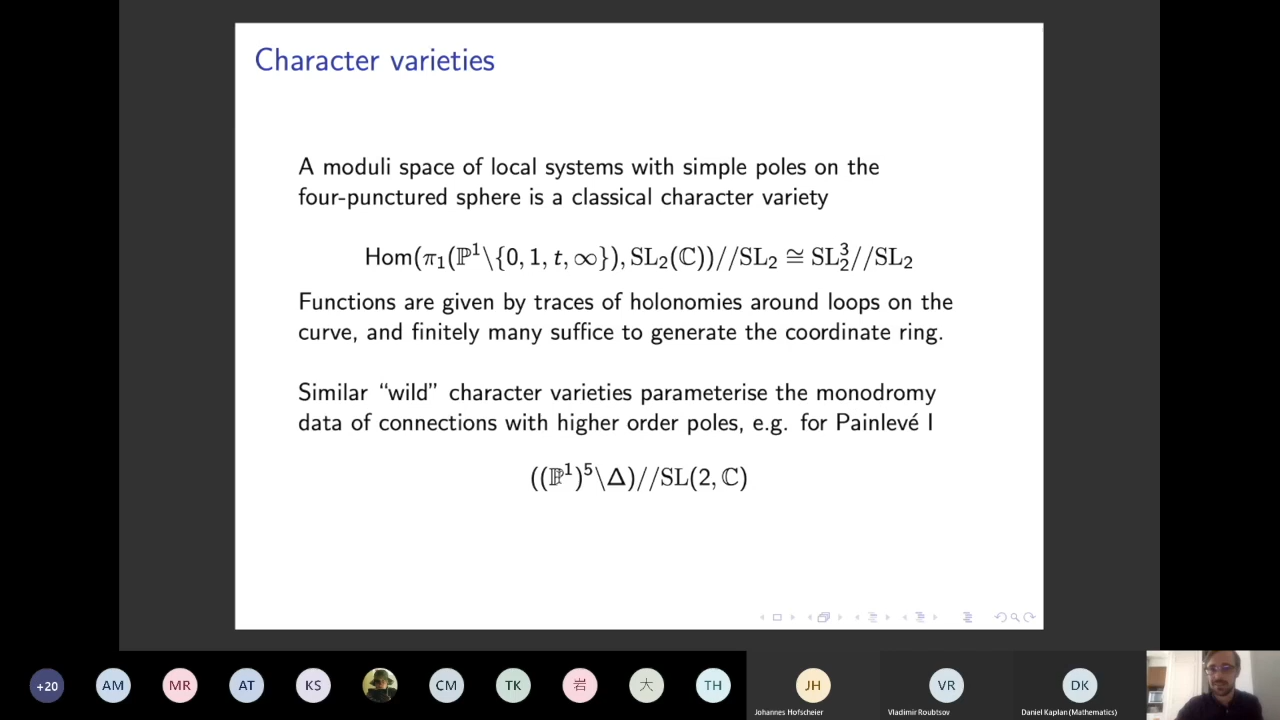 Character varieties
A moduli space of local systems with simple poles on the
four-punctured sphere is a classical character variety
Hom(π₁(ℙ¹\{0, 1, t, ∞}), SL₂(ℂ))//SL₂ ≅ SL₂³//SL₂
Functions are given by traces of holonomies around loops on the
curve, and finitely many suffice to generate the coordinate ring.
Similar “wild” character varieties parameterise the monodromy
data of connections with higher order poles, e.g. for Painlevé I
((ℙ¹)⁵\Δ)//SL(2, ℂ)
+20 AM MR AT KS CM TK 岩 大 TH JH VR DK
Johannes Hofscheier Vladimir Roubtsov Daniel Kaplan (Mathematics)